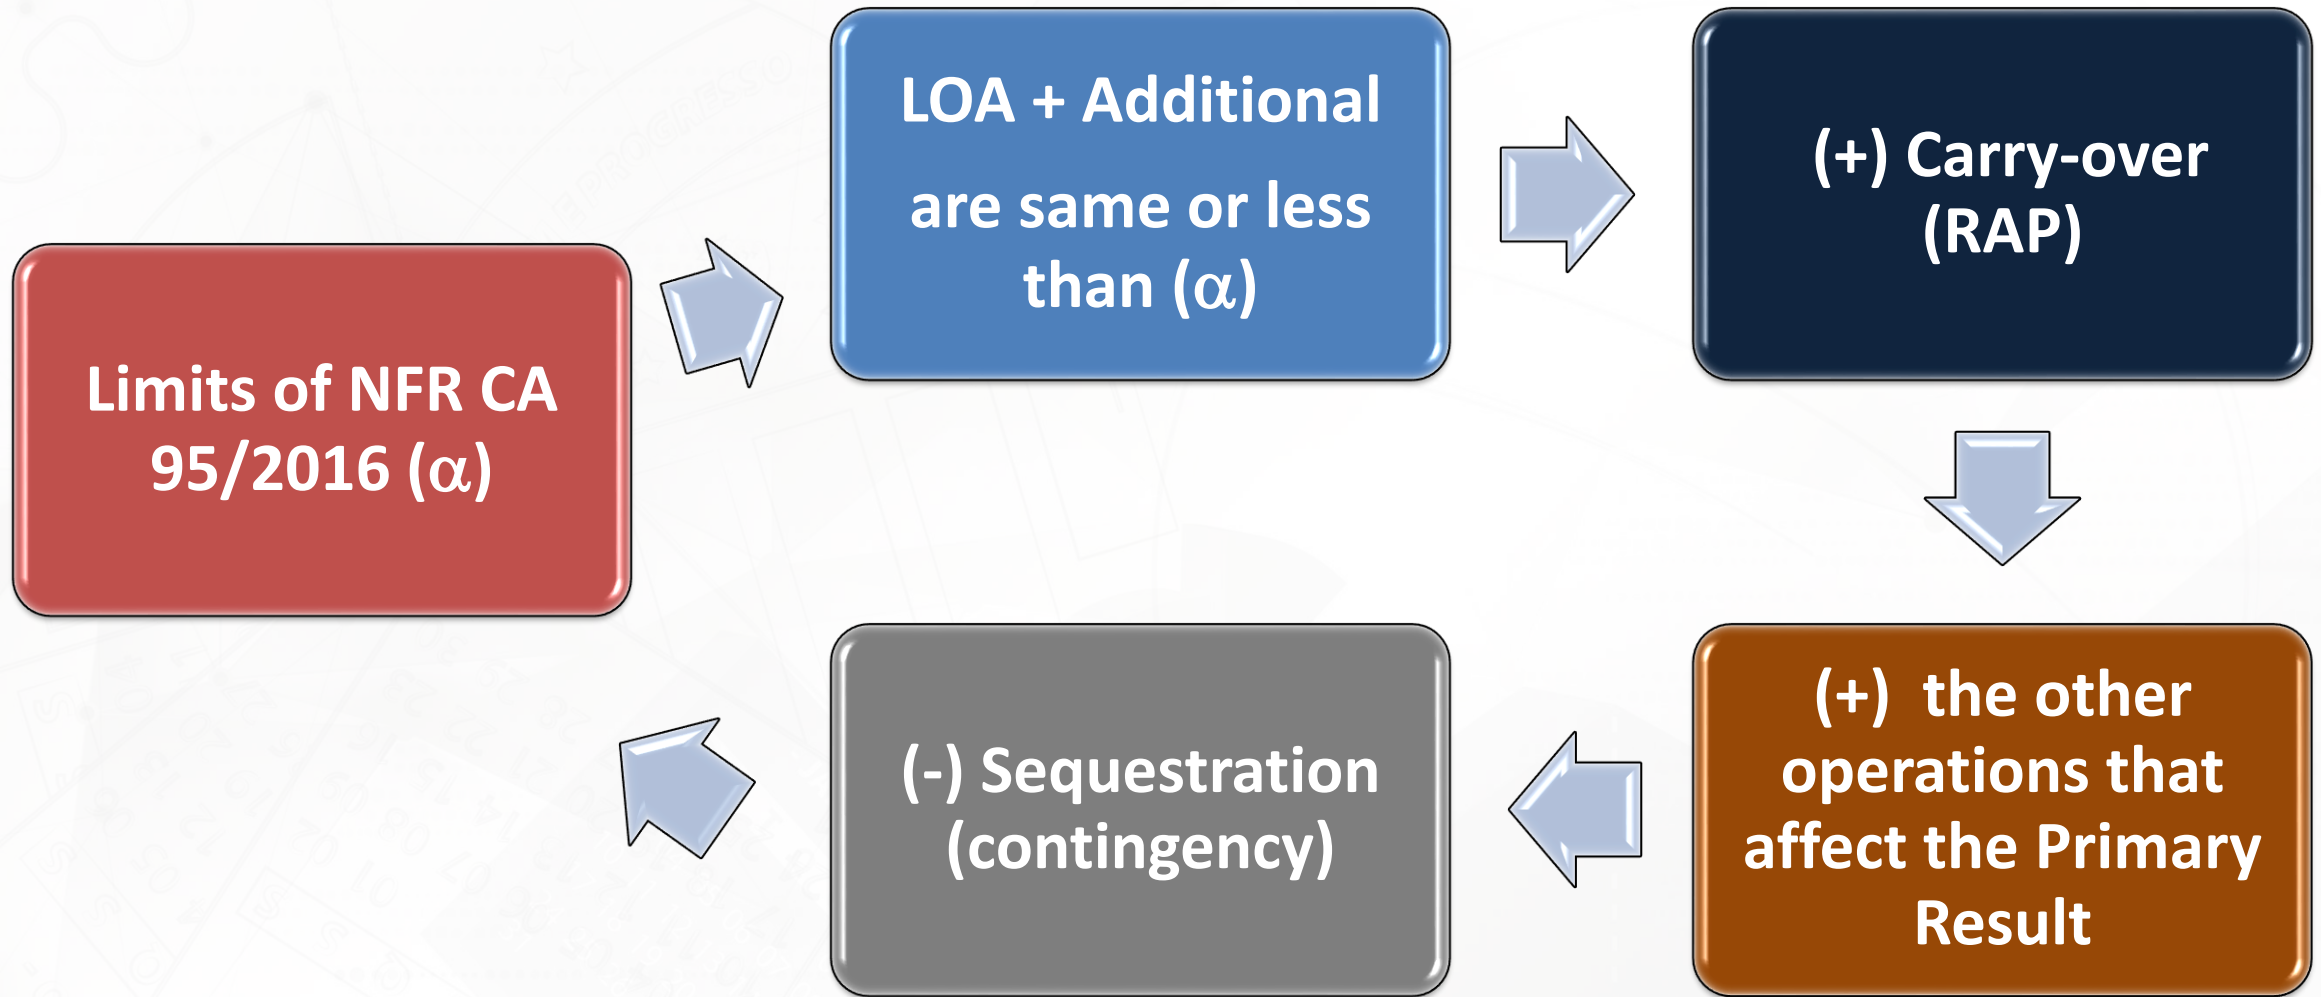 LOA + Additional
are same or less
than (α)
(+) Carry-over
(RAP)
Limits of NFR CA
95/2016 (α)
(-) Sequestration
(contingency)
(+) the other
operations that
affect the Primary
Result